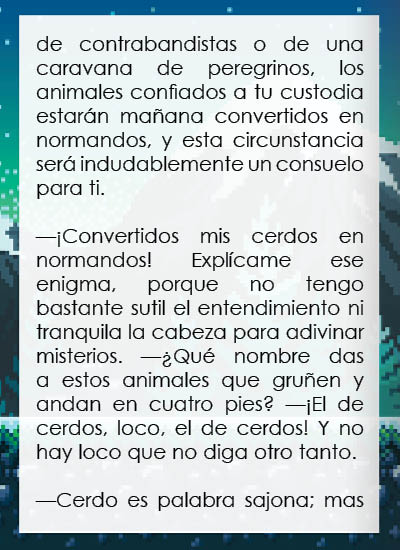 de contrabandistas o de una
caravana de peregrinos, los
animales confiados a tu custodia
estarán mañana convertidos en
normandos, y esta circunstancia
será indudablemente un consuelo
para ti.
—¡Convertidos mis cerdos en
normandos! Explícame ese
enigma, porque no tengo
bastante sutil el entendimiento ni
tranquila la cabeza para adivinar
misterios. —¿Qué nombre das
a estos animales que gruñen y
andan en cuatro pies? —¡El de
cerdos, loco, el de cerdos! Y no
hay loco que no diga otro tanto.
—Cerdo es palabra sajona; mas